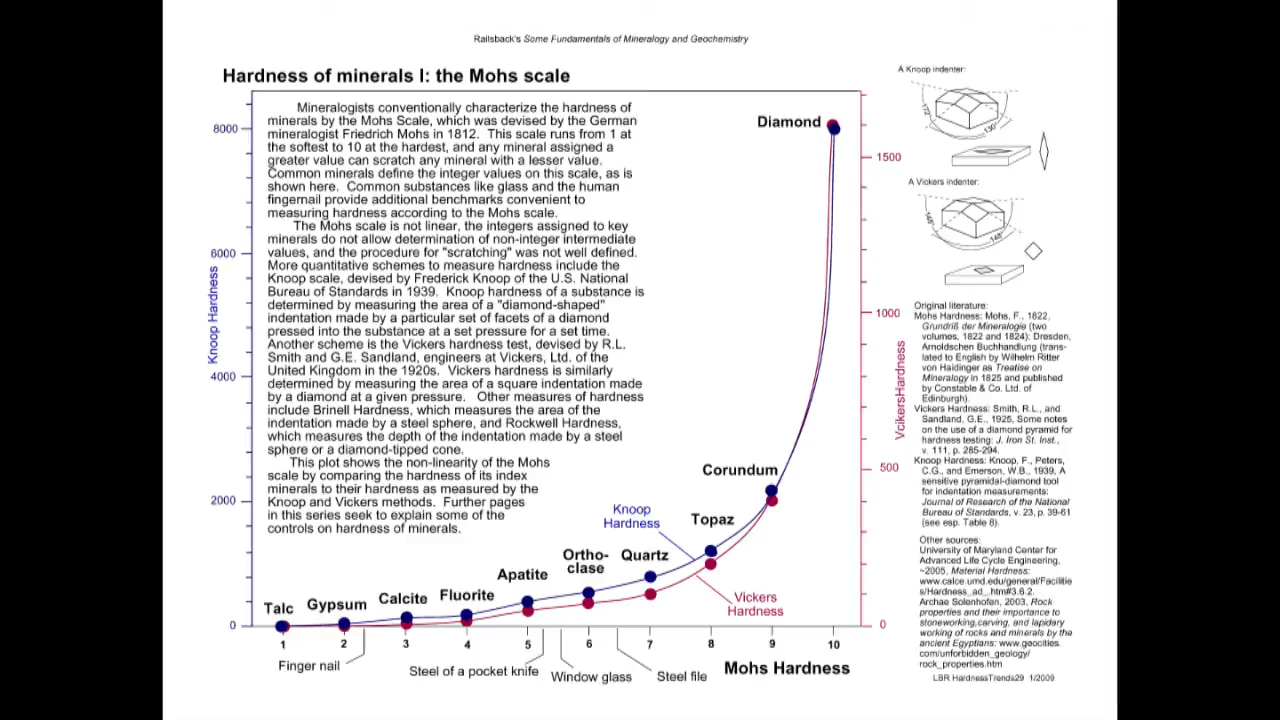 Railsback's Some Fundamentals of Mineralogy and Geochemistry
Hardness of minerals I: the Mohs scale
Mineralogists conventionally characterize the hardness of
minerals by the Mohs Scale, which was devised by the German
mineralogist Friedrich Mohs in 1812. This scale runs from 1 at
the softest to 10 at the hardest, and any mineral assigned a
greater value can scratch any mineral with a lesser value.
Common minerals define the integer values on this scale, as is
shown here. Common substances like glass and the human
fingernail provide additional benchmarks convenient to
measuring hardness according to the Mohs scale.
The Mohs scale is not linear, the integers assigned to key
minerals do not allow determination of non-integer intermediate
values, and the procedure for "scratching" was not well defined.
More quantitative schemes to measure hardness include the
Knoop scale, devised by Frederick Knoop of the U.S. National
Bureau of Standards in 1939. Knoop hardness of a substance is
determined by measuring the area of a "diamond-shaped"
indentation made by a particular set of facets of a diamond
pressed into the substance at a set pressure for a set time.
Another scheme is the Vickers hardness test, devised by R.L.
Smith and G.E. Sandland, engineers at Vickers, Ltd. of the
United Kingdom in the 1920s. Vickers hardness is similarly
determined by measuring the area of a square indentation made
by a diamond at a given pressure. Other measures of hardness
include Brinell Hardness, which measures the area of the
indentation made by a steel sphere, and Rockwell Hardness,
which measures the depth of the indentation made by a steel
sphere or a diamond-tipped cone.
This plot shows the non-linearity of the Mohs
scale by comparing the hardness of its index
minerals to their hardness as measured by the
Knoop and Vickers methods. Further pages
in this series seek to explain some of the
controls on hardness of minerals.
Knoop Hardness
8000
6000
4000
2000
0
Talc
Gypsum
Calcite
Fluorite
Apatite
Ortho-
clase
Quartz
Topaz
Corundum
Diamond
Knoop
Hardness
Vickers
Hardness
1500
1000
500
0
VcikersHardness
1 2 3 4 5 6 7 8 9 10
Finger nail
Steel of a pocket knife
Window glass
Steel file
Mohs Hardness
A Knoop indenter:
172°
130°
A Vickers indenter:
148°
148°
Original literature:
Mohs Hardness: Mohs, F., 1822,
Grundriß der Mineralogie (two
volumes, 1822 and 1824): Dresden,
Arnoldschen Buchhandlung (trans-
lated to English by Wilhelm Ritter
von Haidinger as Treatise on
Mineralogy in 1825 and published
by Constable & Co. Ltd. of
Edinburgh).
Vickers Hardness: Smith, R.L., and
Sandland, G.E., 1925, Some notes
on the use of a diamond pyramid for
hardness testing: J. Iron St. Inst.,
v. 111, p. 285-294.
Knoop Hardness: Knoop, F., Peters,
C.G., and Emerson, W.B., 1939, A
sensitive pyramidal-diamond tool
for indentation measurements:
Journal of Research of the National
Bureau of Standards, v. 23, p. 39-61
(see esp. Table 8).
Other sources:
University of Maryland Center for
Advanced Life Cycle Engineering,
~2005, Material Hardness:
www.calce.umd.edu/general/Facilitie
s/Hardness_ad_.htm#3.6.2.
Archae Solenhofen, 2003, Rock
properties and their importance to
stoneworking,carving, and lapidary
working of rocks and minerals by the
ancient Egyptians: www.geocities.
com/unforbidden_geology/
rock_properties.htm
LBR HardnessTrends29 1/2009